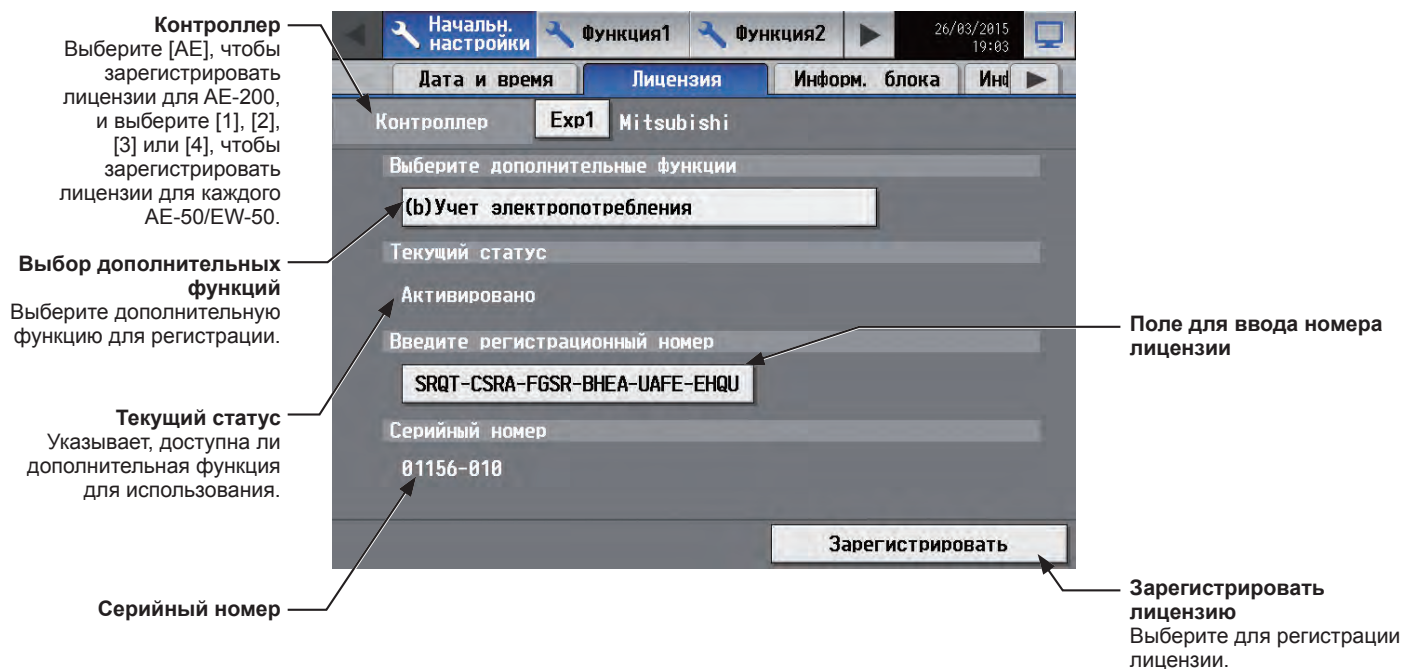 Контроллер
Выберите [AE], чтобы
зарегистрировать
лицензии для AE-200,
и выберите [1], [2],
[3] или [4], чтобы
зарегистрировать
лицензии для каждого
AE-50/EW-50.
Выбор дополнительных
функций
Выберите дополнительную
функцию для регистрации.
Текущий статус
Указывает, доступна ли
дополнительная функция
для использования.
Серийный номер
Начальн.
настройки
Функция1
Функция2
26/03/2015
19:03
Дата и время
Лицензия
Информ. блока
Контроллер
Exp1
Mitsubishi
Выберите дополнительные функции
(b)Учет электропотребления
Текущий статус
Активировано
Введите регистрационный номер
SRQT-CSRA-FGSR-BHEA-UAFE-EHQU
Серийный номер
01156-010
Зарегистрировать
Поле для ввода номера
лицензии
Зарегистрировать
лицензию
Выберите для регистрации
лицензии.